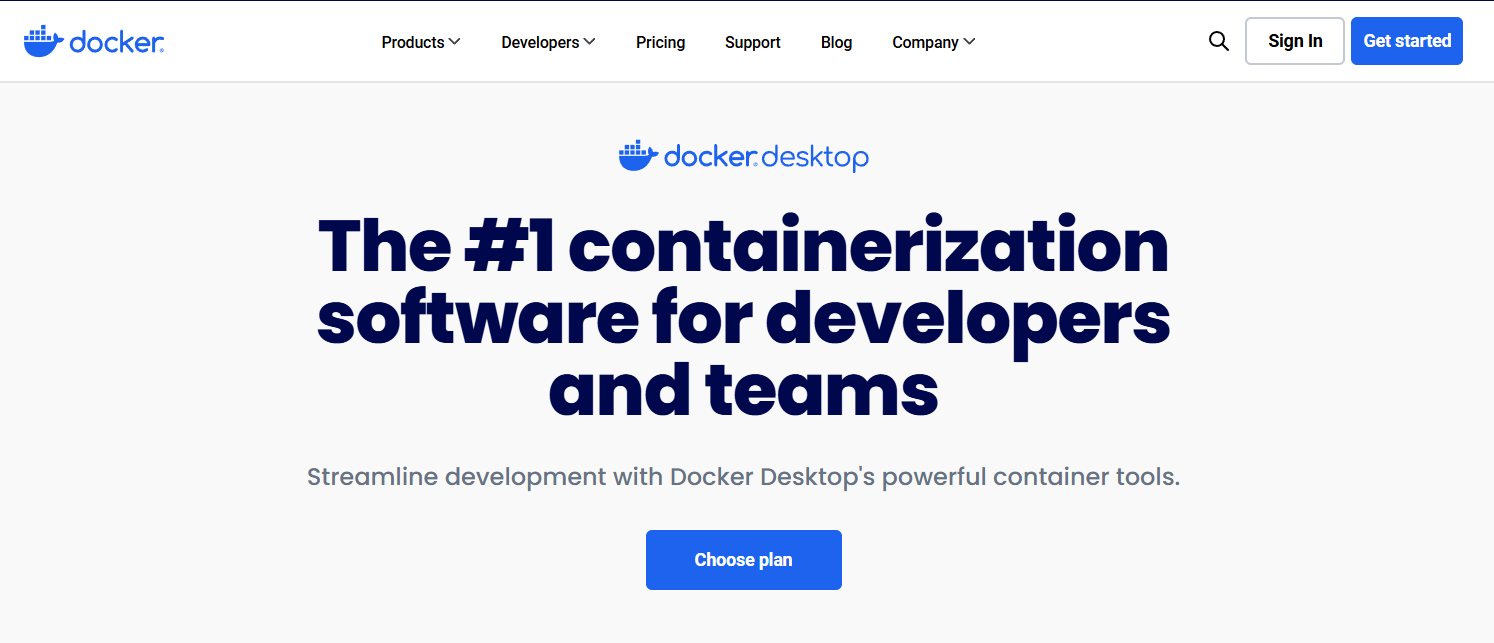 docker
Products Developers Pricing Support Blog Company Sign In Get started
docker desktop
The #1 containerization
software for developers
and teams
Streamline development with Docker Desktop's powerful container tools.
Choose plan